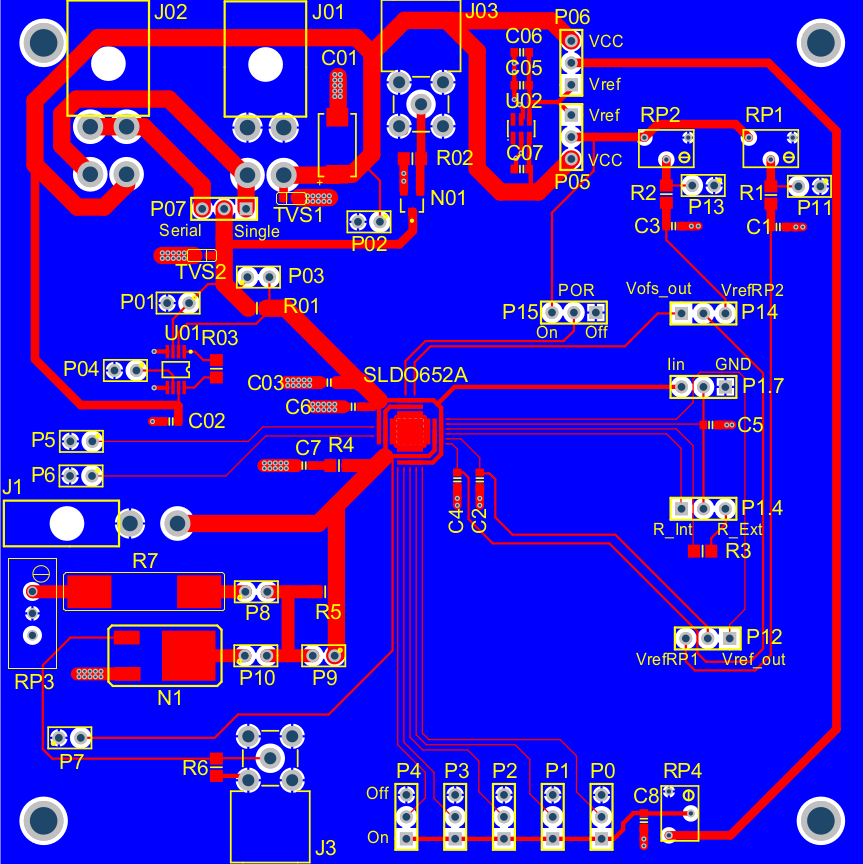 J02
J01
J03
P06
VCC
Vref
C06
C05
U02
C07
Vref
VCC
P05
C01
RP2
RP1
R02
R2
P13
R1
P11
C3
C1
N01
P07
Serial
Single
TVS1
P02
TVS2
P03
P01
R01
U01
R03
P04
C02
POR
P15
On
Off
Vofs_out
VrefRP2
P14
Iin
GND
P1.7
C5
SLDO652A
C03
C6
C7
R4
P5
P6
J1
C4
C2
P1.4
R_Int
R_Ext
R3
R7
P8
R5
RP3
N1
P10
P9
P12
VrefRP1
Vref_out
P7
R6
J3
P4
P3
P2
P1
P0
Off
On
C8
RP4